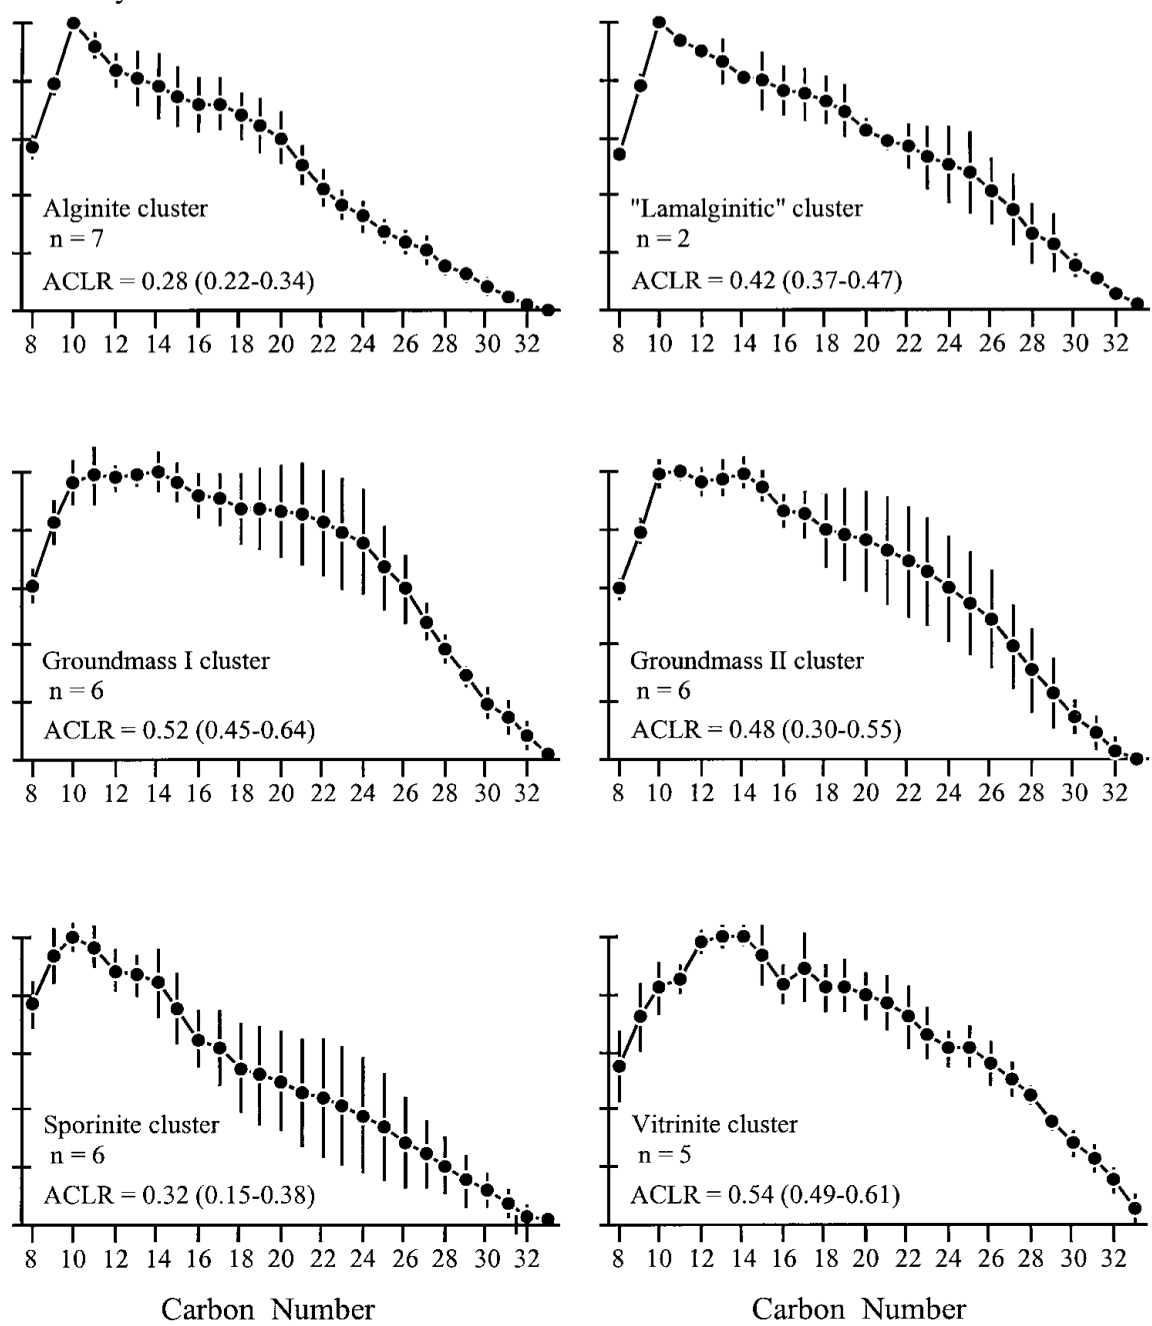 Alginite cluster
n = 7
ACLR = 0.28 (0.22-0.34)
8 10 12 14 16 18 20 22 24 26 28 30 32
"Lamalginitic" cluster
n = 2
ACLR = 0.42 (0.37-0.47)
8 10 12 14 16 18 20 22 24 26 28 30 32
Groundmass I cluster
n = 6
ACLR = 0.52 (0.45-0.64)
8 10 12 14 16 18 20 22 24 26 28 30 32
Groundmass II cluster
n = 6
ACLR = 0.48 (0.30-0.55)
8 10 12 14 16 18 20 22 24 26 28 30 32
Sporinite cluster
n = 6
ACLR = 0.32 (0.15-0.38)
8 10 12 14 16 18 20 22 24 26 28 30 32
Carbon Number
Vitrinite cluster
n = 5
ACLR = 0.54 (0.49-0.61)
8 10 12 14 16 18 20 22 24 26 28 30 32
Carbon Number